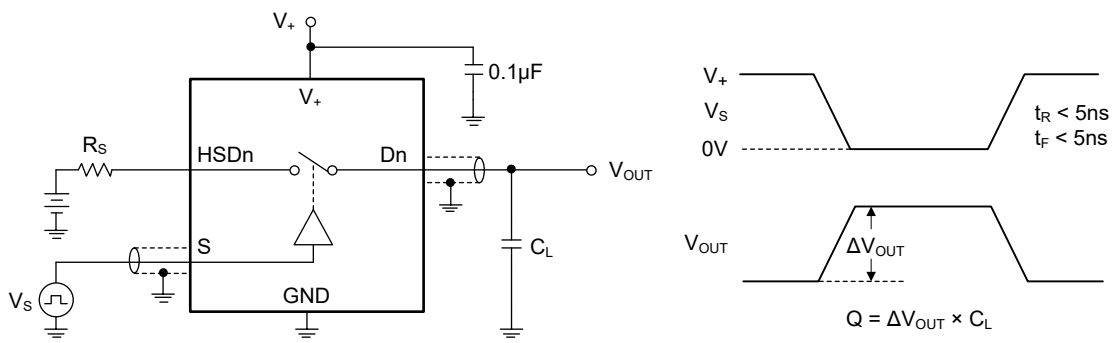 V+
0.1µF
V+
RS
HSDn
Dn
VOUT
S
CL
VS
GND
V+
VS
0V
tR < 5ns
tF < 5ns
VOUT
ΔVOUT
Q = ΔVOUT × CL